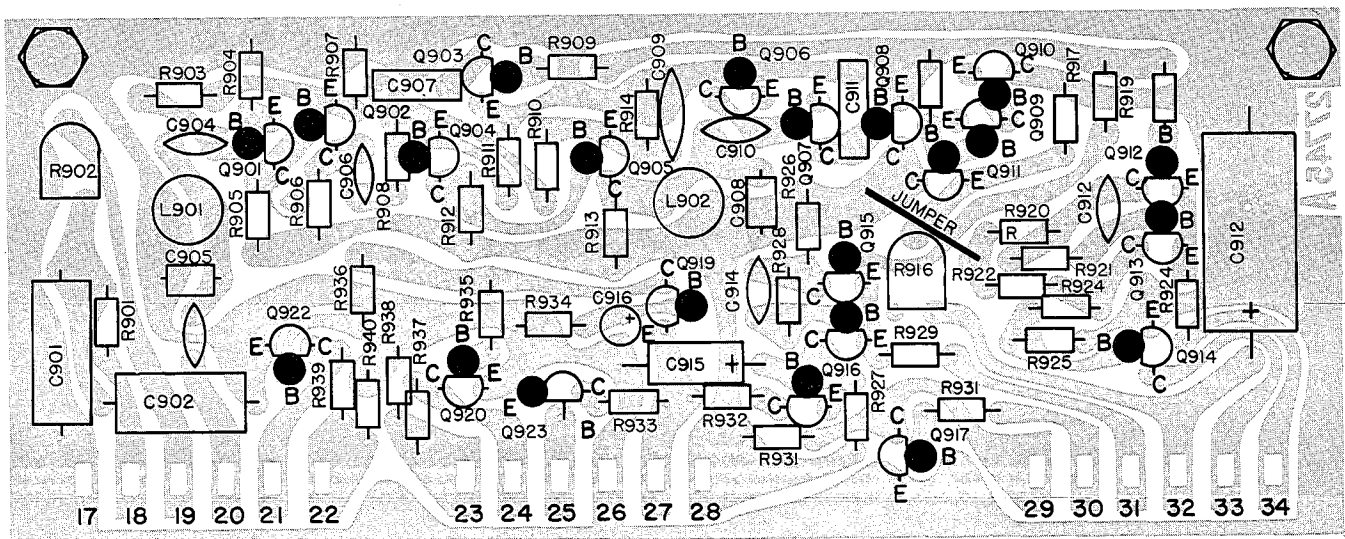 R903
R904
R907
Q903
C
B
R909
C909
B
Q906
Q908
Q910
E
C
R917
R919
C907
E
C904
B
E
B
E
Q902
R910
R914
C
E
C911
B
E
Q909
B
C
E
R902
Q901
C
C
C906
B
E
Q904
R911
B
E
Q905
C910
B
E
C
Q907
C
B
B
Q911
Q912
B
C
E
R905
R906
R908
C
R912
C
R913
L901
L902
C908
R926
C
E
C912
B
C905
R928
B
Q915
JUMPER
R920
R
R921
R922
R924
Q913
C
E
R924
C912
R901
R936
R935
R934
C916
+
C
Q919
B
E
C914
C
E
R916
B
E
Q922
E
C
B
R940
R938
R937
B
C915
+
C
E
R929
R925
B
Q914
C
C901
C902
R939
C
E
Q920
E
C
Q923
B
R933
R932
B
Q916
C
E
R927
R931
R931
C
Q917
B
E
17
18
19
20
21
22
23
24
25
26
27
28
29
30
31
32
33
34
+